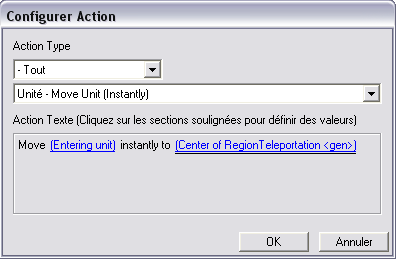 Configurer Action
Action Type
- Tout
Unité - Move Unit (Instantly)
Action Texte (Cliquez sur les sections soulignées pour définir des valeurs)
Move (Entering unit) instantly to (Center of RegionTeleportation <gen>)
OK
Annuler